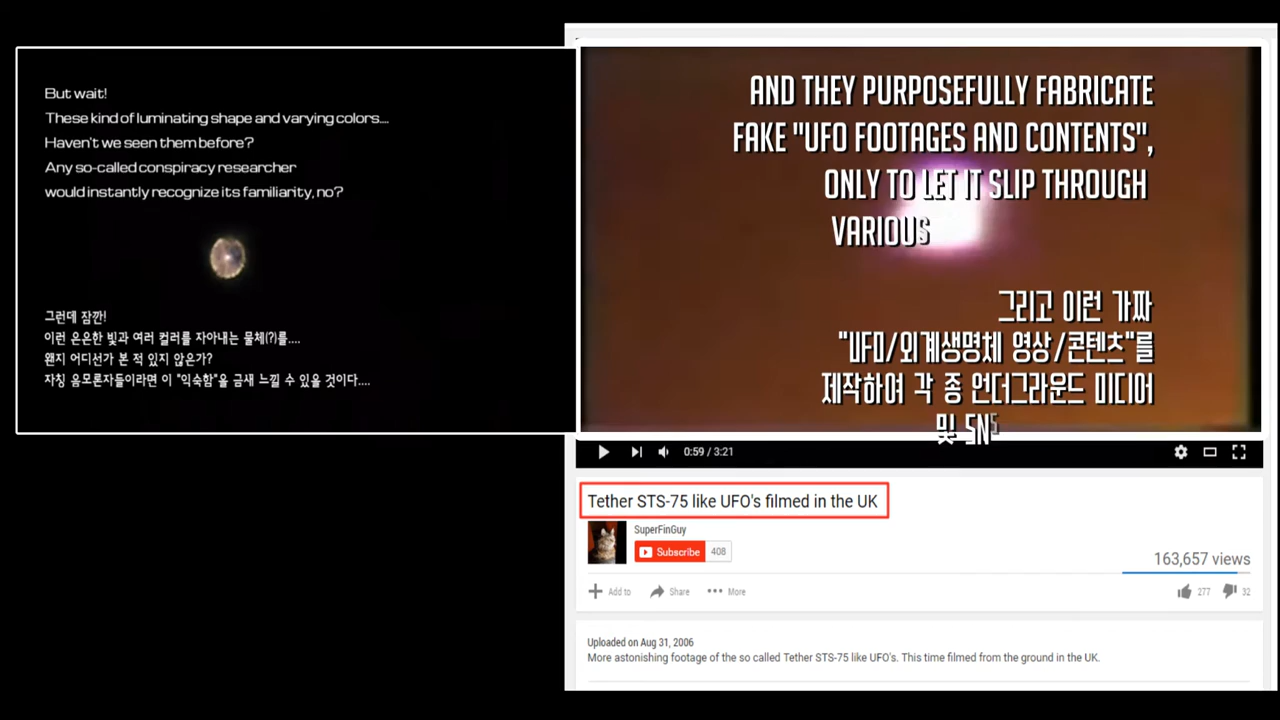 But wait!
These kind of luminating shape and varying colors....
Haven't we seen them before?
Any so-called conspiracy researcher
would instantly recognize its familiarity, no?
그런데 잠깐!
이런 은은한 빛과 여러 컬러를 자아내는 물체(?)를....
왠지 어디선가 본 적 있지 않은가?
자칭 음모론자들이라면 이 "익숙함"을 금새 느낄 수 있을 것이다....
AND THEY PURPOSEFULLY FABRICATE
FAKE "UFO FOOTAGES AND CONTENTS",
ONLY TO LET IT SLIP THROUGH
VARIOUS
그리고 이런 가짜
"UFO/외계생명체 영상/콘텐츠"를
제작하여 각 종 언더그라운드 미디어
및 SNS
0:59 / 3:21
Tether STS-75 like UFO's filmed in the UK
SuperFinGuy
Subscribe 408
163,657 views
Add to Share More 277 32
Uploaded on Aug 31, 2006
More astonishing footage of the so called Tether STS-75 like UFO's. This time filmed from the ground in the UK.